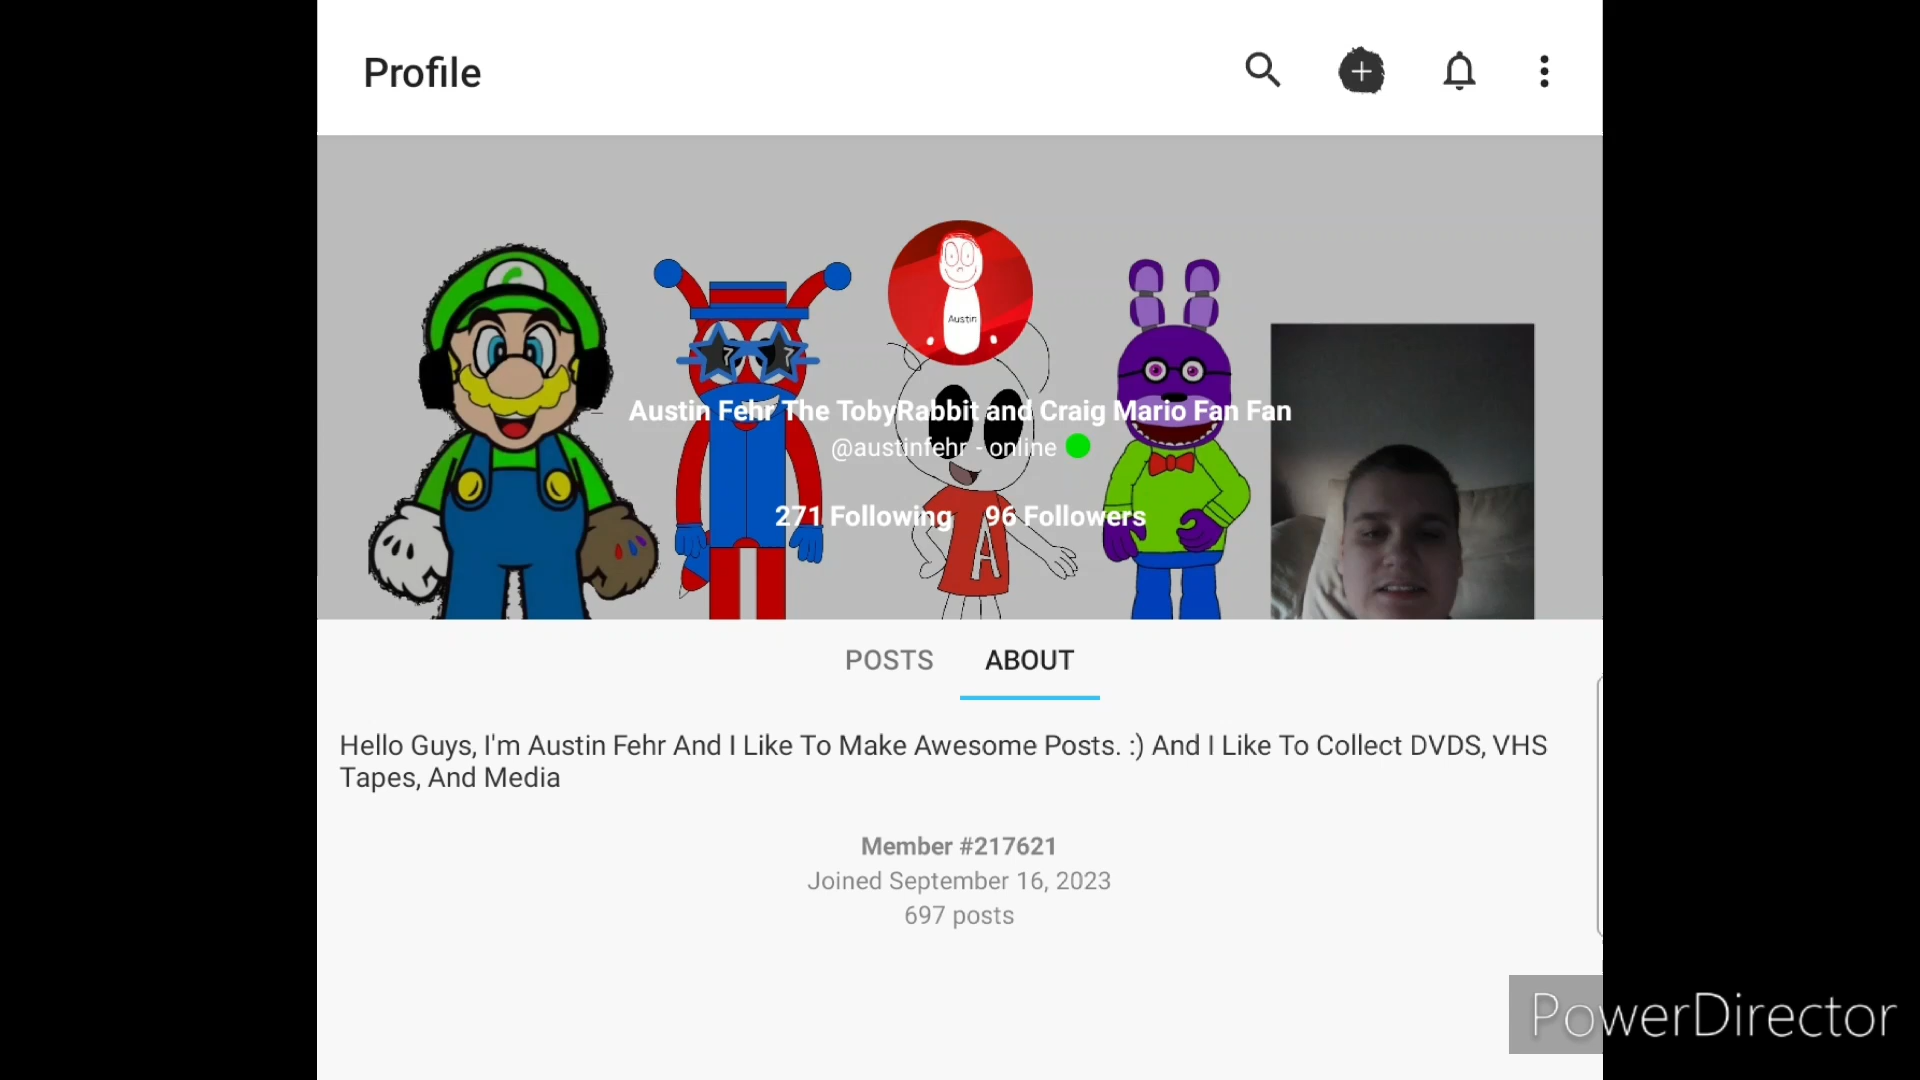 Profile
Austin
Austin Fehr The TobyRabbit and Craig Mario Fan Fan
@austinfehr - online
271 Following 96 Followers
A
POSTS ABOUT
Hello Guys, I'm Austin Fehr And I Like To Make Awesome Posts. :) And I Like To Collect DVDS, VHS
Tapes, And Media
Member #217621
Joined September 16, 2023
697 posts
PowerDirector